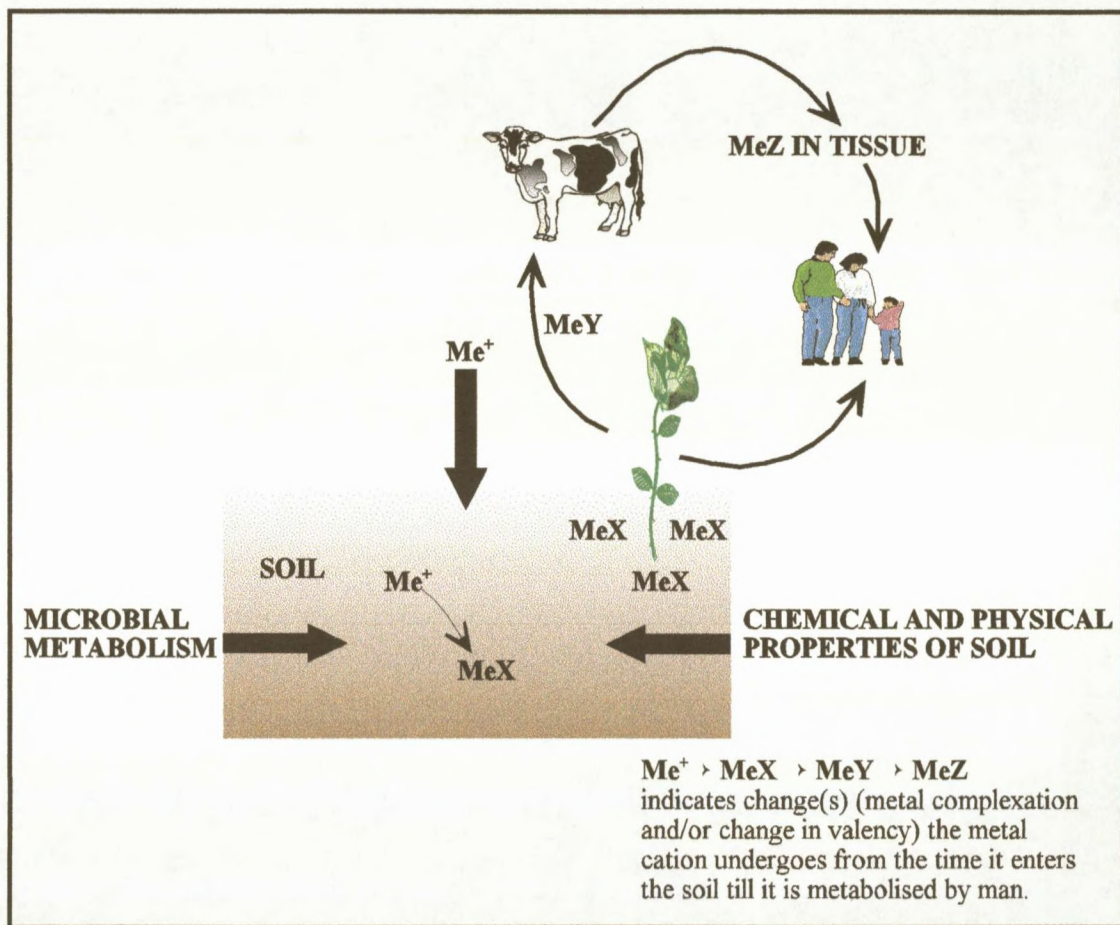 MeZ IN TISSUE
MeY
Me⁺
MeX MeX
SOIL
Me⁺
MeX
MICROBIAL
METABOLISM
CHEMICAL AND PHYSICAL
PROPERTIES OF SOIL
MeX
Me⁺ > MeX > MeY > MeZ
indicates change(s) (metal complexation
and/or change in valency) the metal
cation undergoes from the time it enters
the soil till it is metabolised by man.